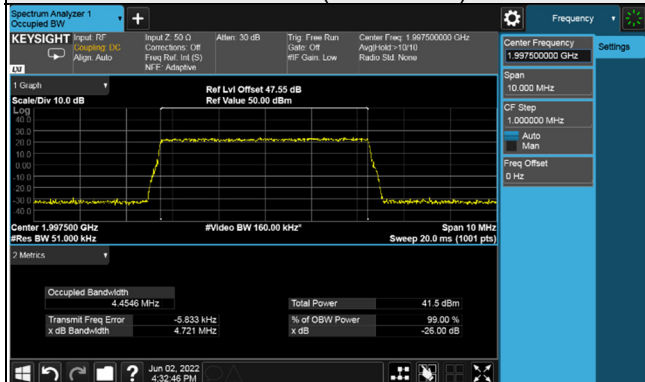 Spectrum Analyzer 1
Occupied BW
+
Frequency
KEYSIGHT
Input: RF
Coupling: DC
Align: Auto
Input Z: 50 Ω
Corrections: Off
Freq Ref: Int (S)
NFE: Adaptive
Atten: 30 dB
Trig: Free Run
Gate: Off
#IF Gain: Low
Center Freq: 1.997500000 GHz
Avg|Hold:>10/10
Radio Std: None
LXI
Center Frequency
1.997500000 GHz
Settings
Span
10.000 MHz
CF Step
1.000000 MHz
Auto
Man
Freq Offset
0 Hz
1 Graph
Scale/Div 10.0 dB
Ref Lvl Offset 47.55 dB
Ref Value 50.00 dBm
Log
40.0
30.0
20.0
10.0
0.00
-10.0
-20.0
-30.0
-40.0
Center 1.997500 GHz
#Res BW 51.000 kHz
#Video BW 160.00 kHz*
Span 10 MHz
Sweep 20.0 ms (1001 pts)
2 Metrics
Occupied Bandwidth
4.4546 MHz
Total Power 41.5 dBm
Transmit Freq Error -5.833 kHz
% of OBW Power 99.00 %
x dB Bandwidth 4.721 MHz
x dB -26.00 dB
?
Jun 02, 2022
4:32:46 PM